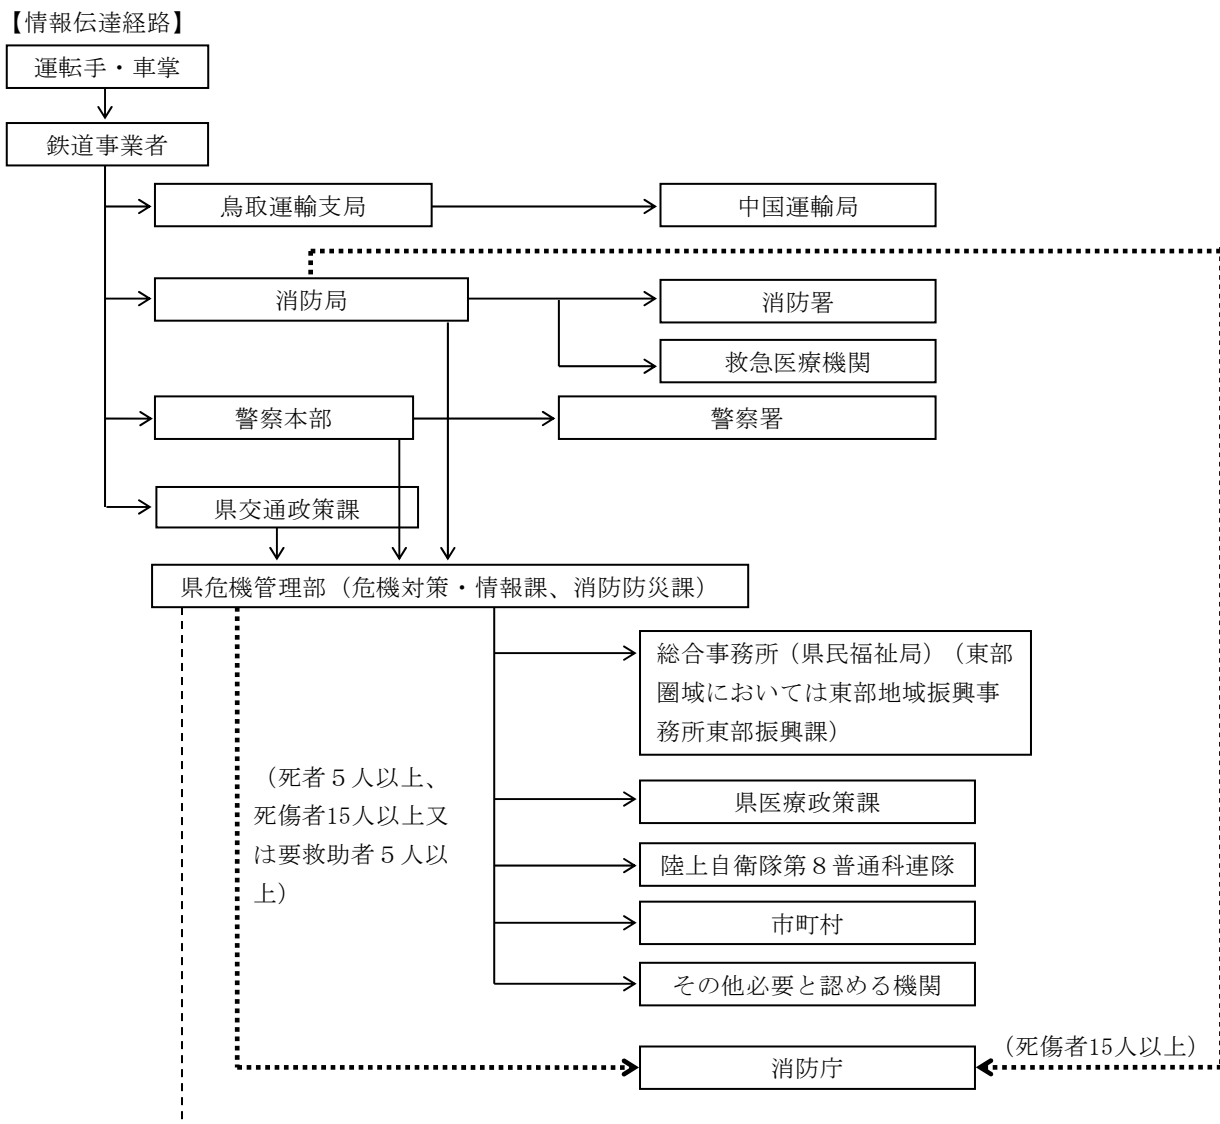 【情報伝達経路】
運転手・車掌
鉄道事業者
鳥取運輸支局
中国運輸局
消防局
消防署
救急医療機関
警察本部
警察署
県交通政策課
県危機管理部（危機対策・情報課、消防防災課）
総合事務所（県民福祉局）（東部
圏域においては東部地域振興事
務所東部振興課）
（死者５人以上、
死傷者15人以上又
は要救助者５人以
上）
県医療政策課
陸上自衛隊第８普通科連隊
市町村
その他必要と認める機関
（死傷者15人以上）
消防庁